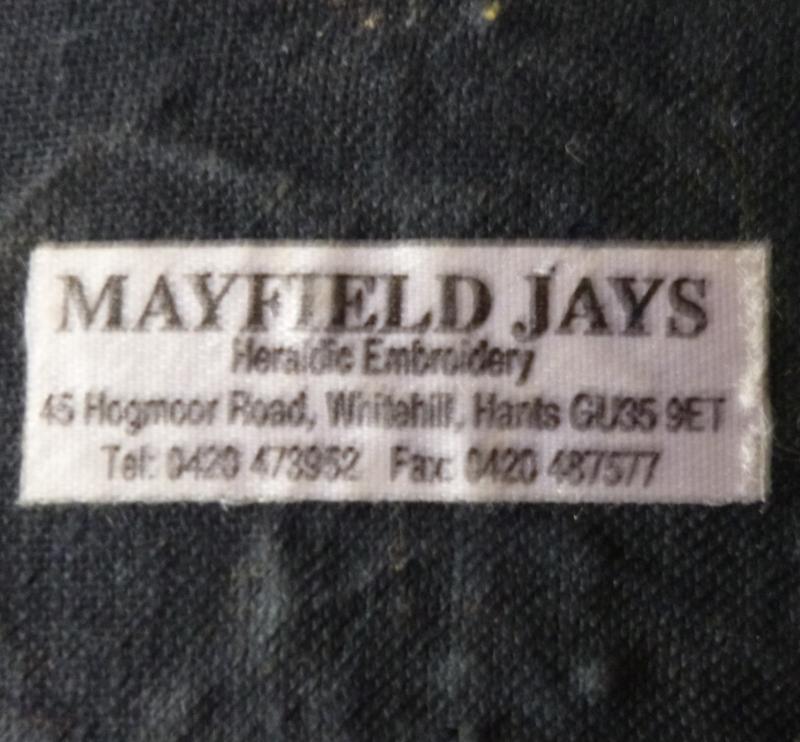 MAYFIELD JAYS
Heraldic Embroidery
45 Hogmoor Road, Whitehill, Hants GU35 9ET
Tel: 0420 473952 Fax: 0420 487577